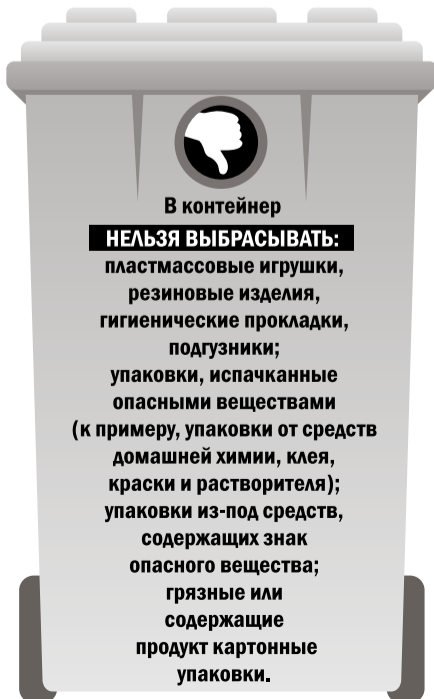 В контейнер
НЕЛЬЗЯ ВЫБРАСЫВАТЬ:
пластмассовые игрушки,
резиновые изделия,
гигиенические прокладки,
подгузники;
упаковки, испачканные
опасными веществами
(к примеру, упаковки от средств
домашней химии, клея,
краски и растворителя);
упаковки из-под средств,
содержащих знак
опасного вещества;
грязные или
содержащие
продукт картонные
упаковки.